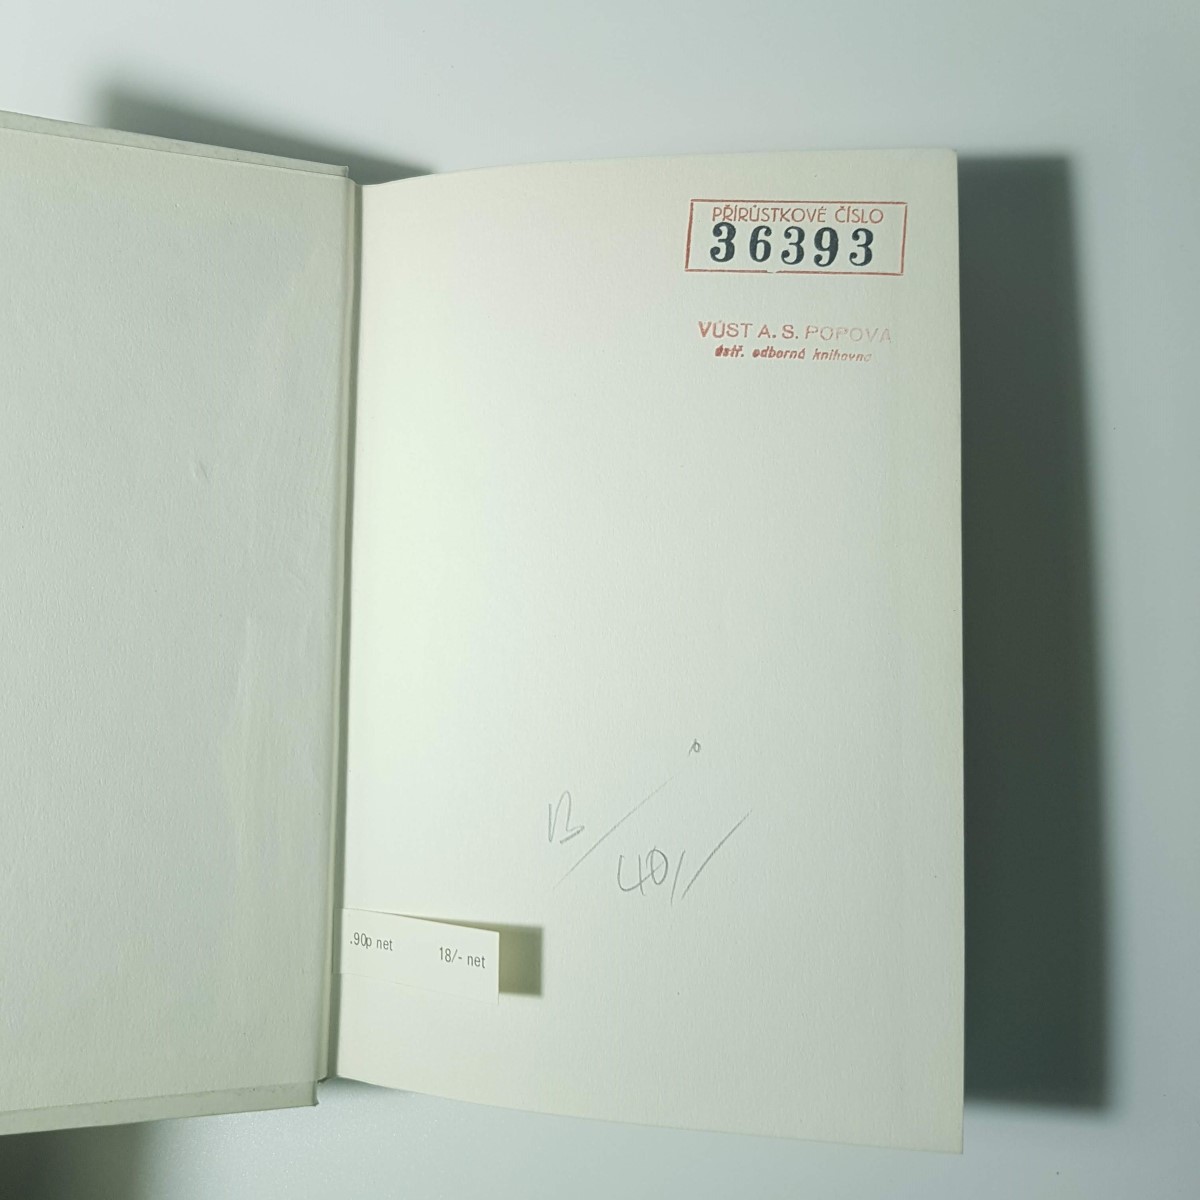 PŘÍRŮSTKOVÉ ČÍSLO
36393
VÚST A. S. POPOVA
ústř. odborná knihovna
.90p net 18/- net